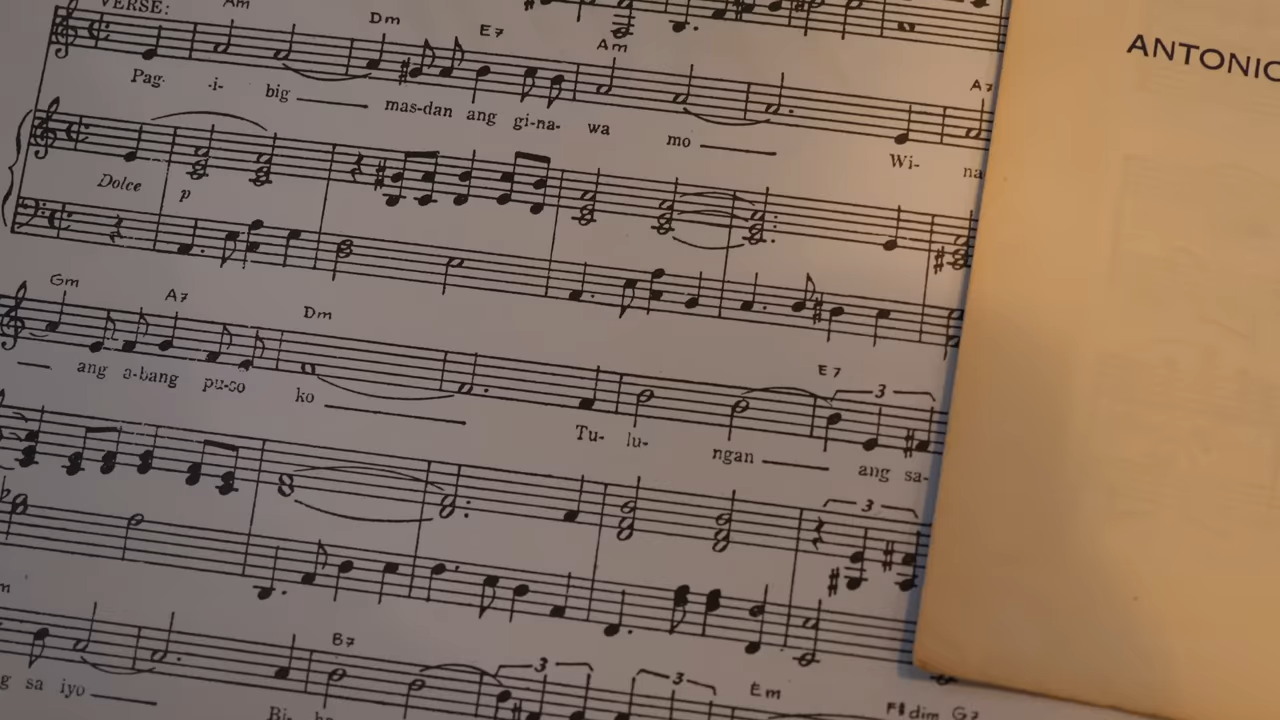 VERSE:
Am Dm E7 Am A7
Pag- -i- big mas-dan ang gi-na- wa mo Wi- na
Dolce p
Gm A7 Dm E7
3
ang a-bang pu-so ko Tu- lu- ngan ang sa-
3
B7 Em F#dim G7
3 3
sa iyo Bi-
ANTONIO